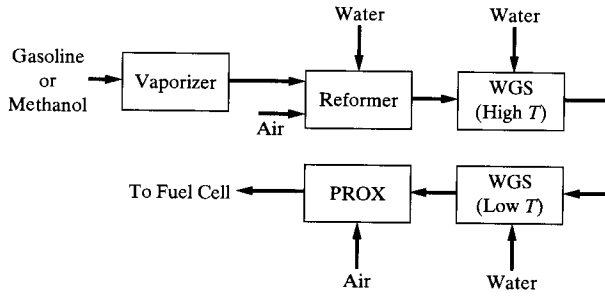 Water
Water
Gasoline
or
Methanol
Vaporizer
Reformer
WGS
(High T)
Air
To Fuel Cell
PROX
WGS
(Low T)
Air
Water